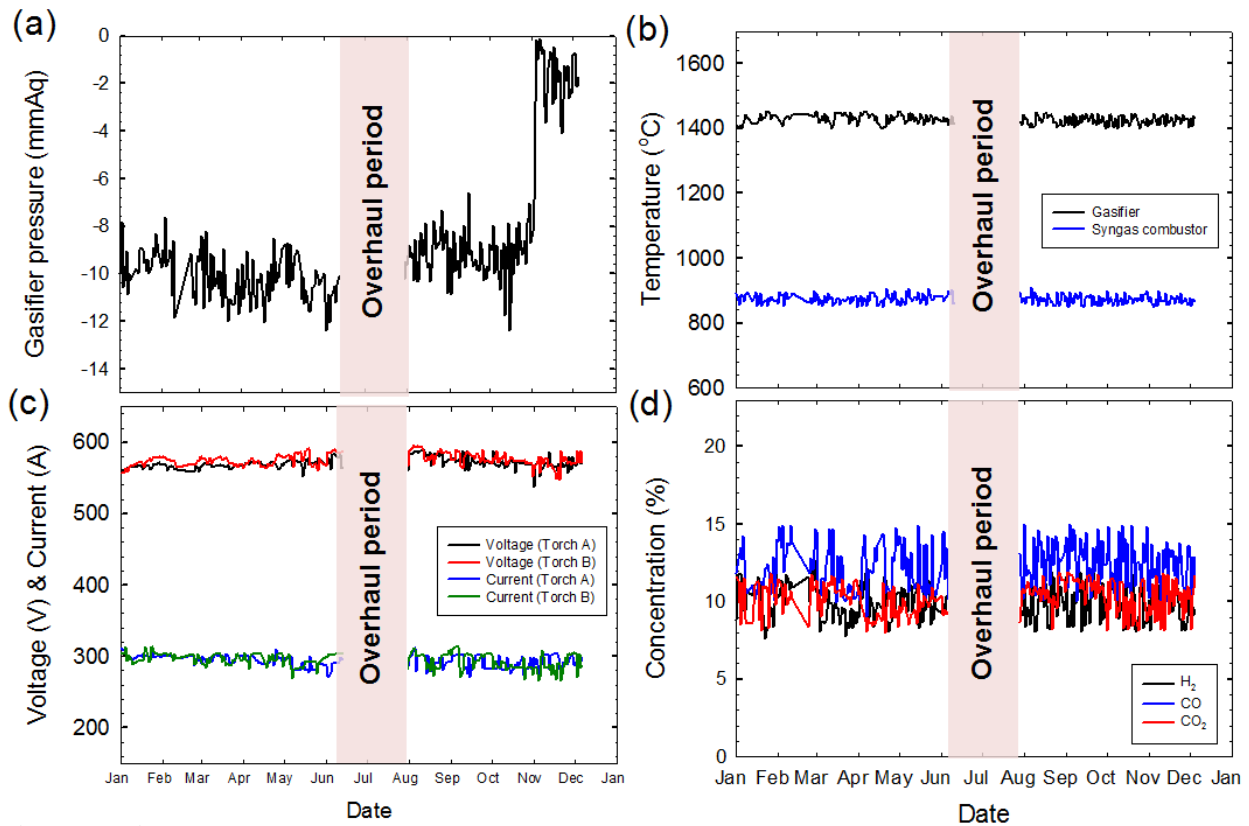 (a)
Gasifier pressure (mmAq)
0
-2
-4
-6
-8
-10
-12
-14
Jan
Feb
Mar
Apr
May
Jun
Jul
Aug
Sep
Oct
Nov
Dec
Jan
Overhaul period
(b)
Temperature (°C)
1600
1400
1200
1000
800
600
Overhaul period
Gasifier
Syngas combustor
(c)
Voltage (V) & Current (A)
600
500
400
300
200
Overhaul period
Voltage (Torch A)
Voltage (Torch B)
Current (Torch A)
Current (Torch B)
Jan Feb Mar Apr May Jun Jul Aug Sep Oct Nov Dec Jan
Date
(d)
Concentration (%)
20
15
10
5
0
Overhaul period
H2
CO
CO2
Jan Feb Mar Apr May Jun Jul Aug Sep Oct Nov Dec Jan
Date